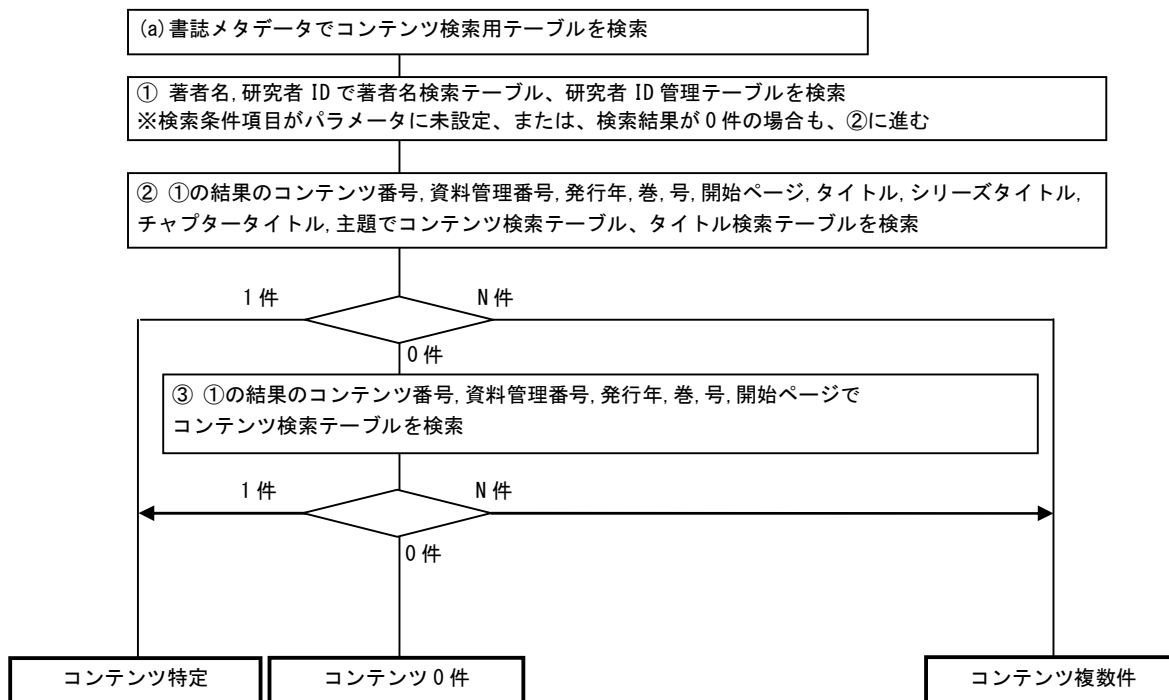 (a)書誌メタデータでコンテンツ検索用テーブルを検索
① 著者名,研究者 ID で著者名検索テーブル、研究者 ID 管理テーブルを検索
※検索条件項目がパラメータに未設定、または、検索結果が 0 件の場合も、②に進む
② ①の結果のコンテンツ番号,資料管理番号,発行年,巻,号,開始ページ,タイトル,シリーズタイトル,
チャプタータイトル,主題でコンテンツ検索テーブル、タイトル検索テーブルを検索
1 件
N 件
0 件
③ ①の結果のコンテンツ番号,資料管理番号,発行年,巻,号,開始ページで
コンテンツ検索テーブルを検索
1 件
N 件
0 件
コンテンツ特定
コンテンツ 0 件
コンテンツ複数件